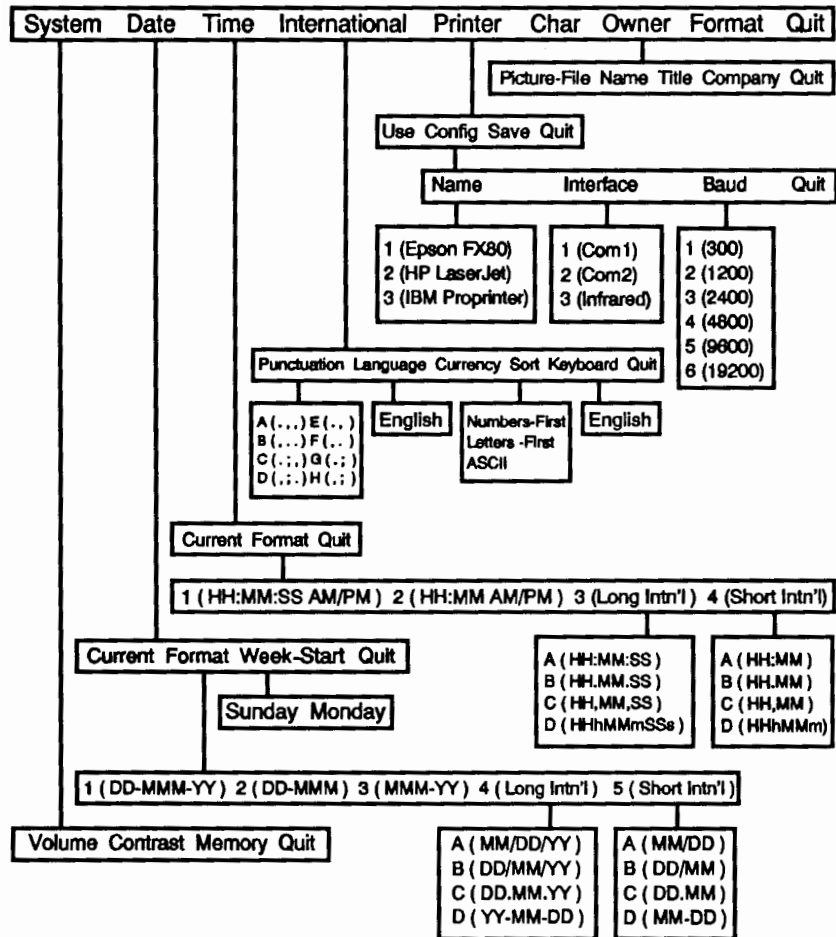 System Date Time International Printer Char Owner Format Quit
Picture-File Name Title Company Quit
Use Config Save Quit
Name Interface Baud Quit
1 (Epson FX80)
2 (HP LaserJet)
3 (IBM Proprinter)
1 (Com1)
2 (Com2)
3 (Infrared)
1 (300)
2 (1200)
3 (2400)
4 (4800)
5 (9600)
6 (19200)
Punctuation Language Currency Sort Keyboard Quit
A (.,,) E (.,)
B (,..) F (,.)
C (.;,) G (.;)
D (,;.) H (,;)
English
Numbers-First
Letters -First
ASCII
English
Current Format Quit
1 (HH:MM:SS AM/PM) 2 (HH:MM AM/PM) 3 (Long Intn'l) 4 (Short Intn'l)
A (HH:MM:SS)
B (HH.MM.SS)
C (HH,MM,SS)
D (HHhMMmSSs)
A (HH:MM)
B (HH.MM)
C (HH,MM)
D (HHhMMm)
Current Format Week-Start Quit
Sunday Monday
1 (DD-MMM-YY) 2 (DD-MMM) 3 (MMM-YY) 4 (Long Intn'l) 5 (Short Intn'l)
Volume Contrast Memory Quit
A (MM/DD/YY)
B (DD/MM/YY)
C (DD.MM.YY)
D (YY-MM-DD)
A (MM/DD)
B (DD/MM)
C (DD.MM)
D (MM-DD)